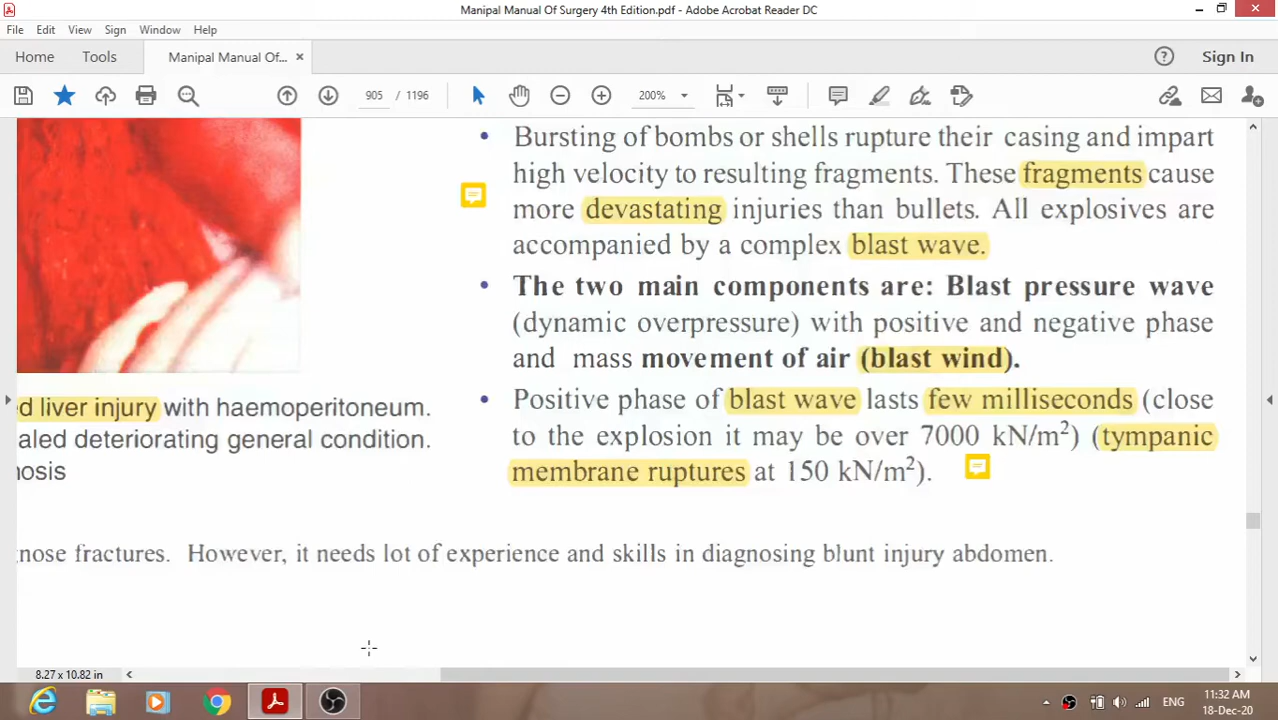 Manipal Manual Of Surgery 4th Edition.pdf - Adobe Acrobat Reader DC
File Edit View Sign Window Help
Home Tools Manipal Manual Of... × Sign In
905 / 1196 200%
• Bursting of bombs or shells rupture their casing and impart
high velocity to resulting fragments. These fragments cause
more devastating injuries than bullets. All explosives are
accompanied by a complex blast wave.
• The two main components are: Blast pressure wave
(dynamic overpressure) with positive and negative phase
and mass movement of air (blast wind).
• Positive phase of blast wave lasts few milliseconds (close
to the explosion it may be over 7000 kN/m²) (tympanic
membrane ruptures at 150 kN/m²).
d liver injury with haemoperitoneum.
aled deteriorating general condition.
nosis
nose fractures. However, it needs lot of experience and skills in diagnosing blunt injury abdomen.
8.27 x 10.82 in
ENG
11:32 AM
18-Dec-20